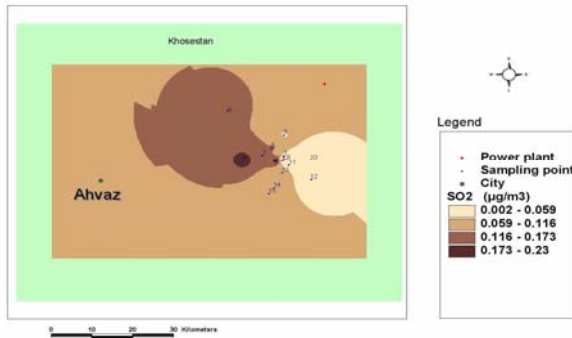 Khosestan
Ahvaz
Legend
Power plant
Sampling point
City
SO2 (µg/m3)
0.002 - 0.059
0.059 - 0.116
0.116 - 0.173
0.173 - 0.23
0 10 20 30 Kilometers